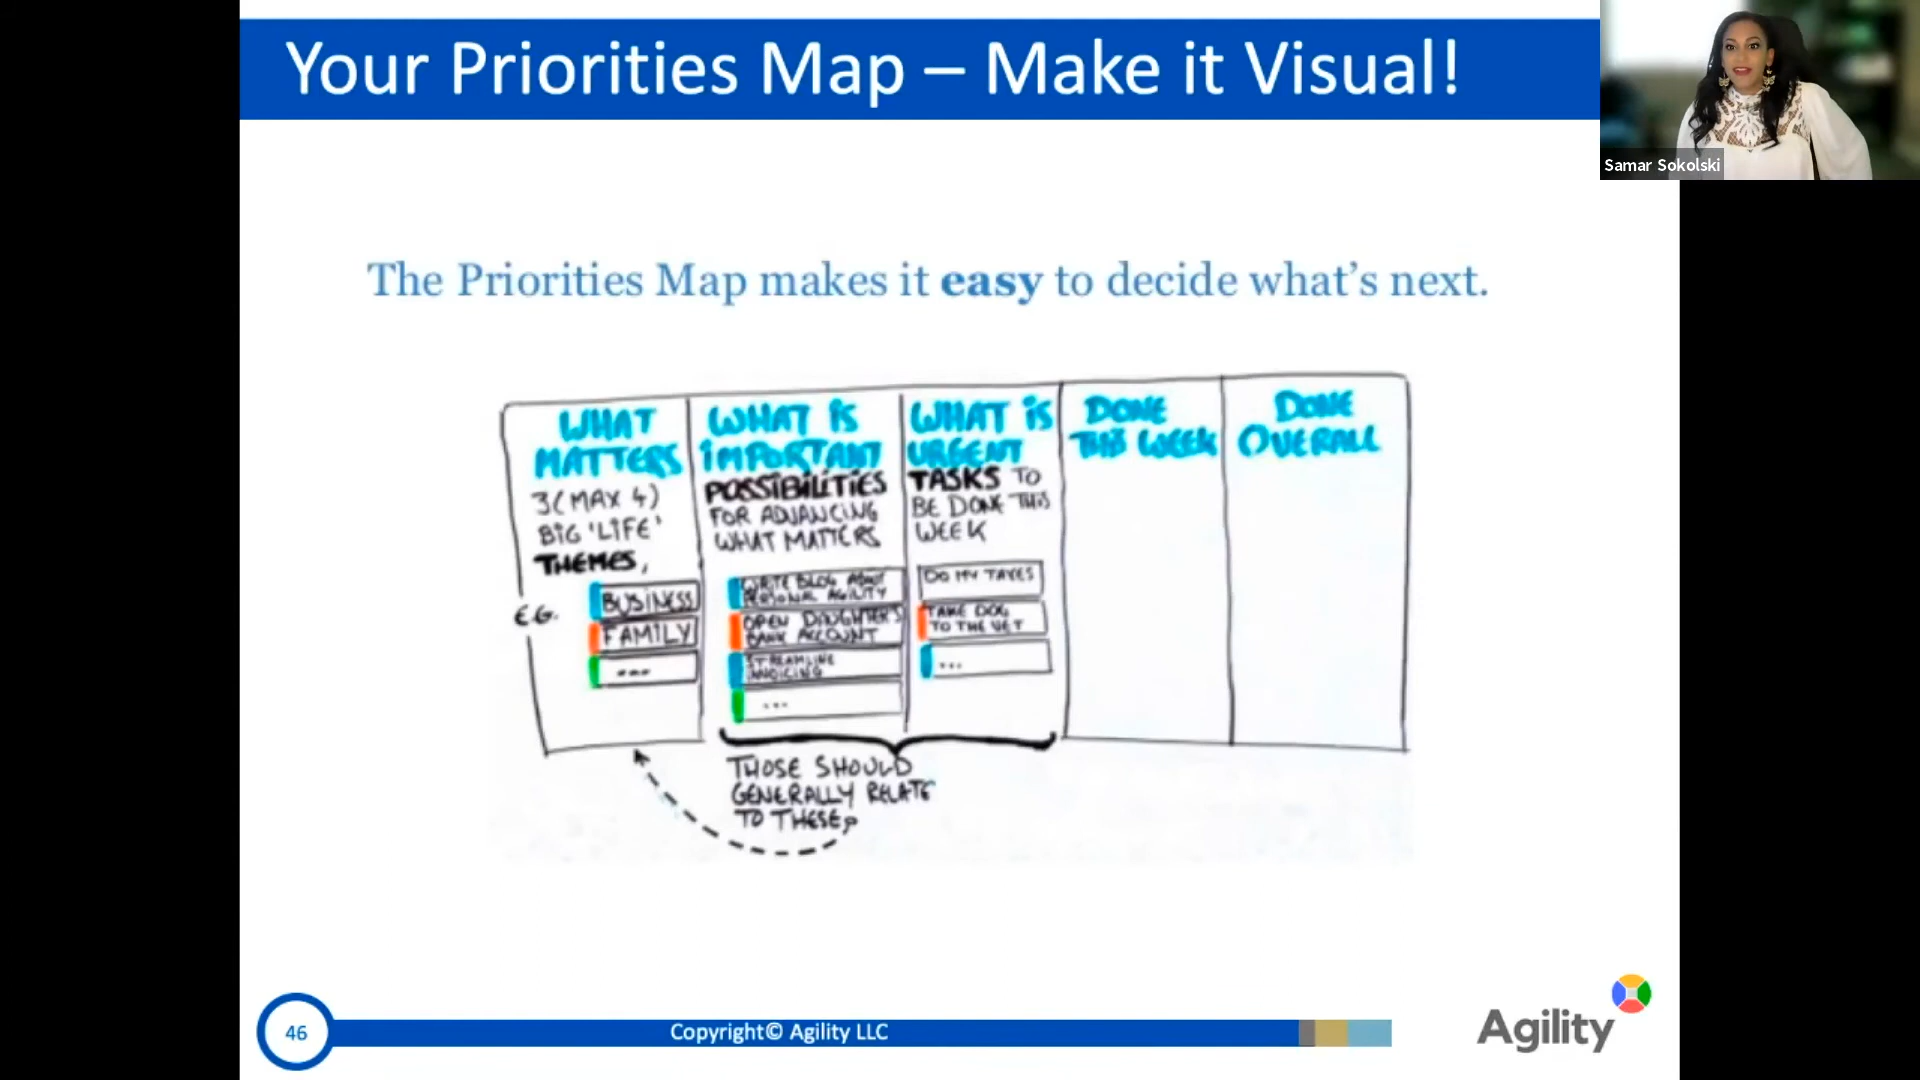 Your Priorities Map – Make it Visual!
Samar Sokolski
The Priorities Map makes it easy to decide what's next.
WHAT
MATTERS
3 (MAX 4)
BIG 'LIFE'
THEMES,
E.G.
BUSINESS
FAMILY
---
WHAT IS
IMPORTANT
POSSIBILITIES
FOR ADVANCING
WHAT MATTERS
WRITE BLOG ABOUT
PERSONAL AGILITY
OPEN DAUGHTER'S
BANK ACCOUNT
STREAMLINE
INVOICING
...
WHAT IS
URGENT
TASKS TO
BE DONE THIS
WEEK
DO MY TAXES
TAKE DOG
TO THE VET
...
DONE
THIS WEEK
DONE
OVERALL
THOSE SHOULD
GENERALLY RELATE
TO THESE
46
Copyright© Agility LLC
Agility